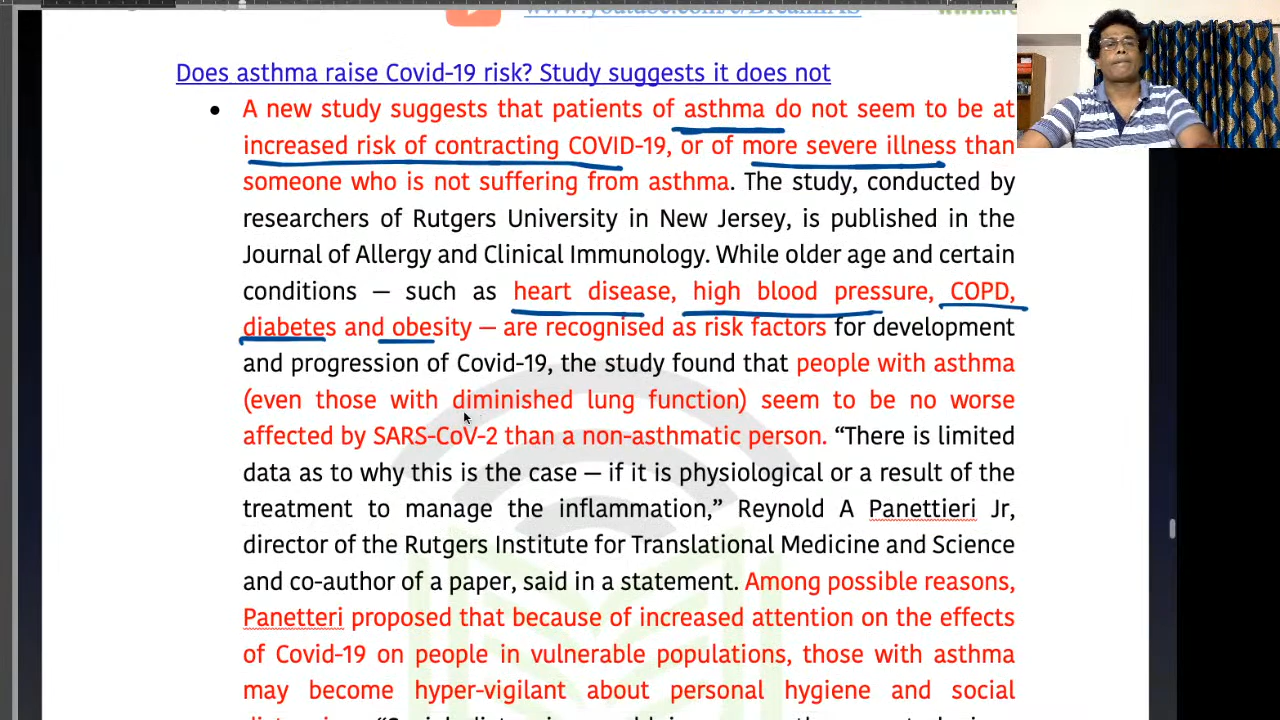 Does asthma raise Covid-19 risk? Study suggests it does not
• A new study suggests that patients of asthma do not seem to be at
increased risk of contracting COVID-19, or of more severe illness than
someone who is not suffering from asthma. The study, conducted by
researchers of Rutgers University in New Jersey, is published in the
Journal of Allergy and Clinical Immunology. While older age and certain
conditions — such as heart disease, high blood pressure, COPD,
diabetes and obesity — are recognised as risk factors for development
and progression of Covid-19, the study found that people with asthma
(even those with diminished lung function) seem to be no worse
affected by SARS-CoV-2 than a non-asthmatic person. “There is limited
data as to why this is the case — if it is physiological or a result of the
treatment to manage the inflammation,” Reynold A Panettieri Jr,
director of the Rutgers Institute for Translational Medicine and Science
and co-author of a paper, said in a statement. Among possible reasons,
Panetteri proposed that because of increased attention on the effects
of Covid-19 on people in vulnerable populations, those with asthma
may become hyper-vigilant about personal hygiene and social